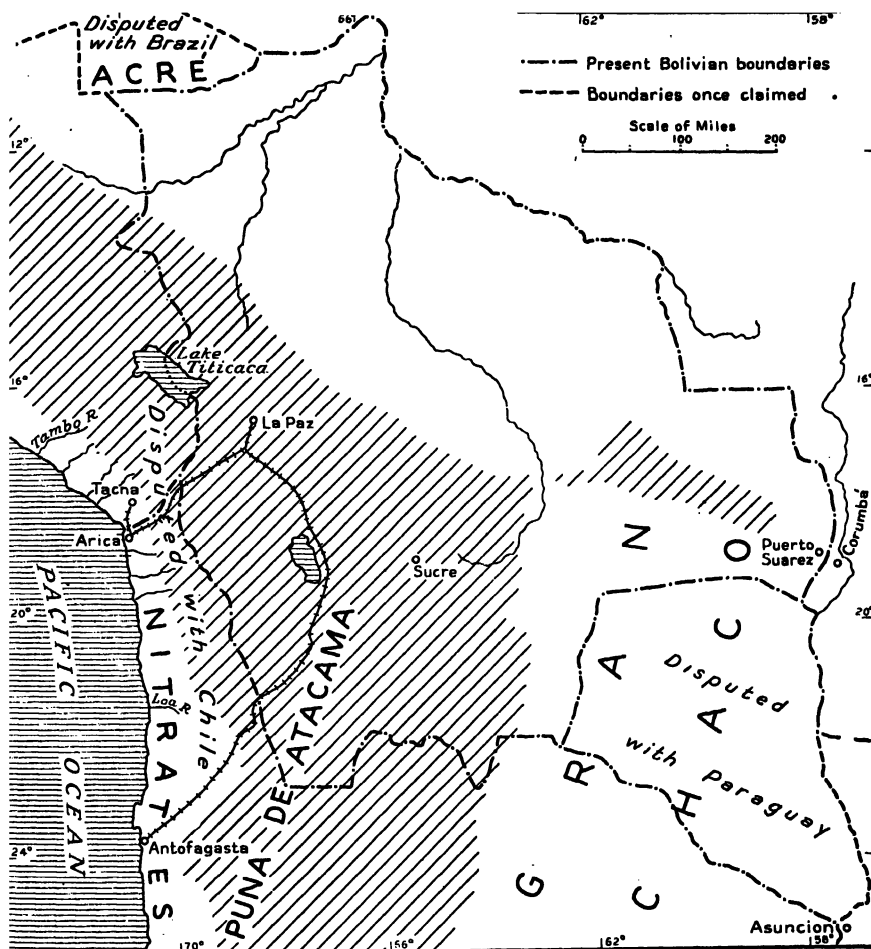 66°
62°
158°
Disputed
with Brazil
ACRE
Present Bolivian boundaries
Boundaries once claimed
Scale of Miles
0 100 200
12°
Lake
Titicaca
16°
16°
Tambo R
La Paz
Disputed with Chile
Tacna
Arica
Sucre
Puerto
Suarez
Corumbá
PACIFIC OCEAN
20°
20°
NITRATES
Loa R
PUNA DE ATACAMA
GRAN
CHACO
Disputed
with Paraguay
24°
Antofagasta
Asuncion
170°
156°
162°
158°